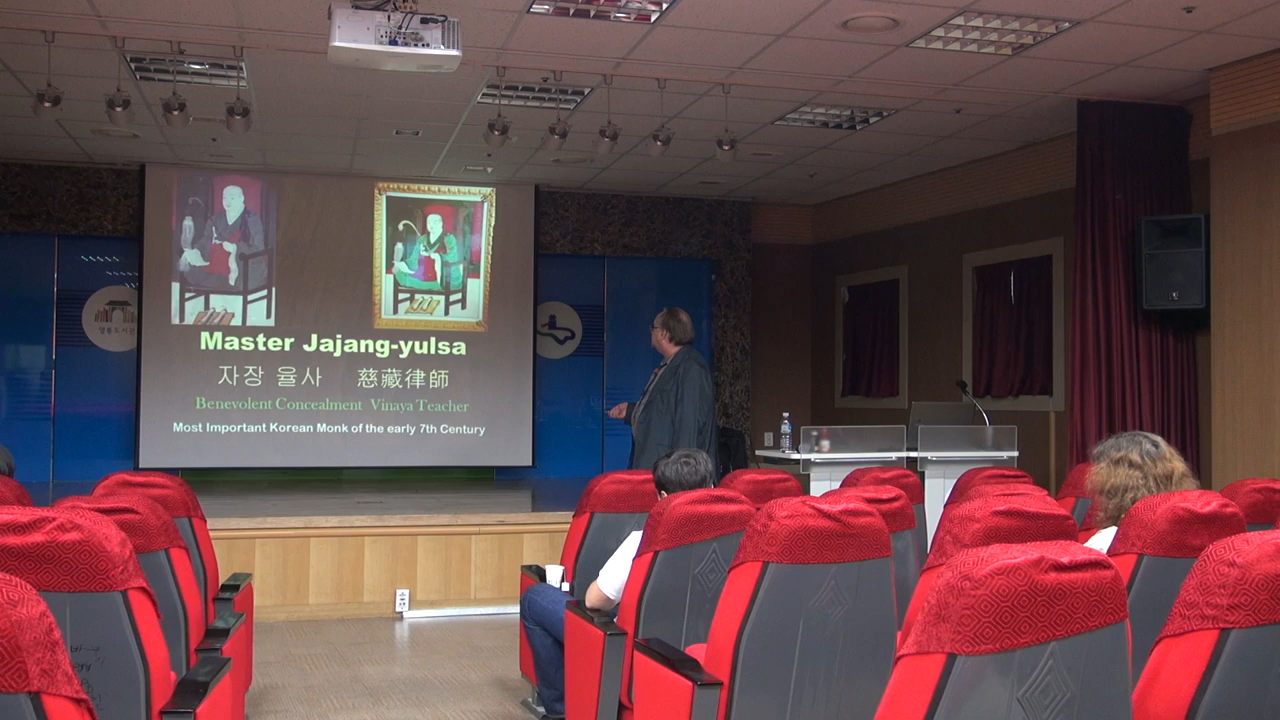 Master Jajang-yulsa
자장 율사 慈藏律師
Benevolent Concealment Vinaya Teacher
Most Important Korean Monk of the early 7th Century